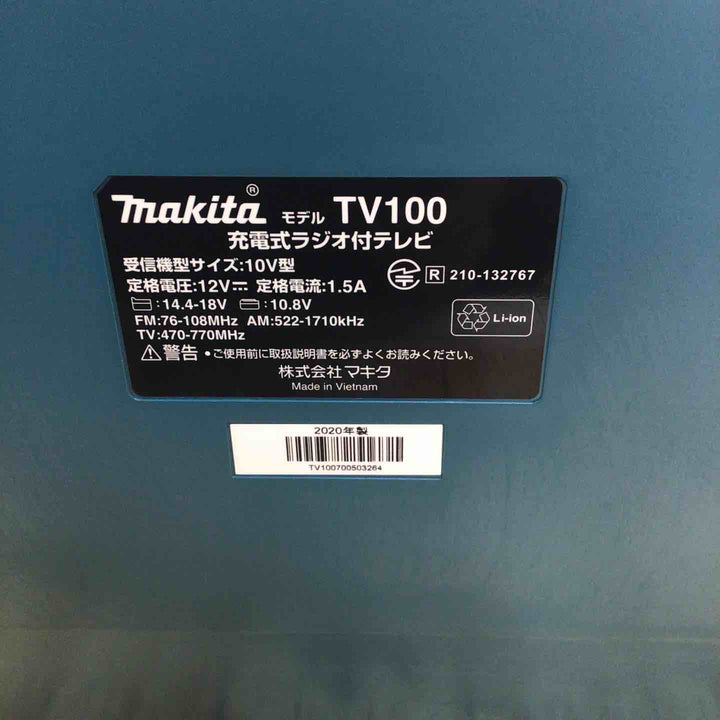 makita® モデル TV100
充電式ラジオ付テレビ
受信機型サイズ:10V型
定格電圧:12V⎓ 定格電流:1.5A
:14.4-18V :10.8V
R 210-132767
FM:76-108MHz AM:522-1710kHz
Li-ion
TV:470-770MHz
警告 •ご使用前に取扱説明書を必ずよくお読みください。
株式会社マキタ
Made in Vietnam
2020年製
TV100700503264